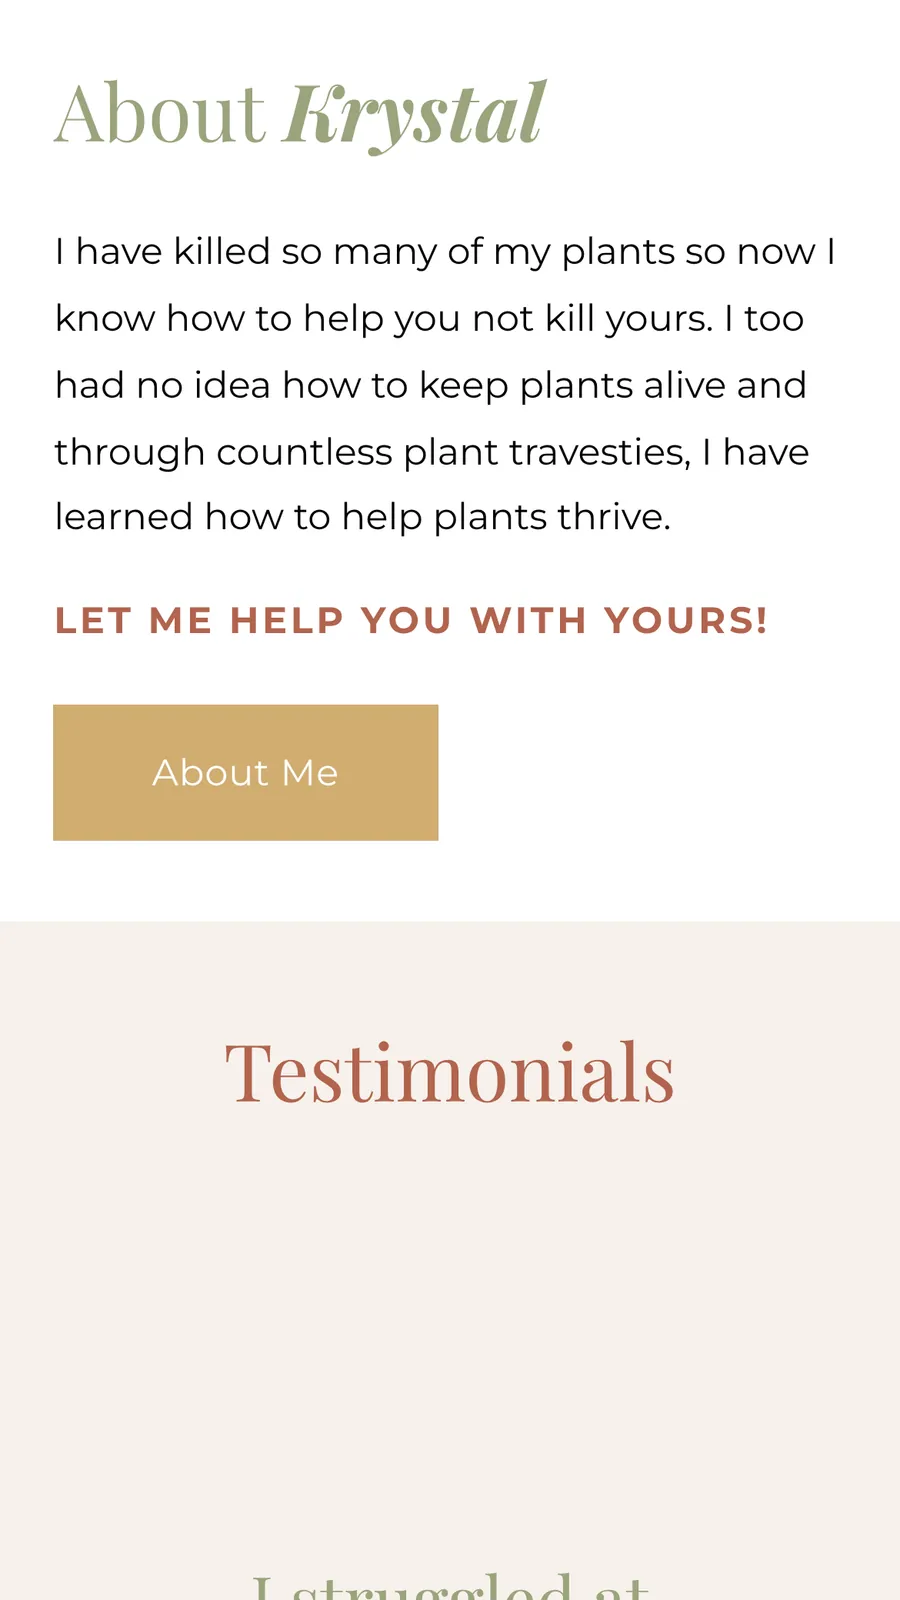 About Krystal
I have killed so many of my plants so now I
know how to help you not kill yours. I too
had no idea how to keep plants alive and
through countless plant travesties, I have
learned how to help plants thrive.
LET ME HELP YOU WITH YOURS!
About Me
Testimonials
I struggled at